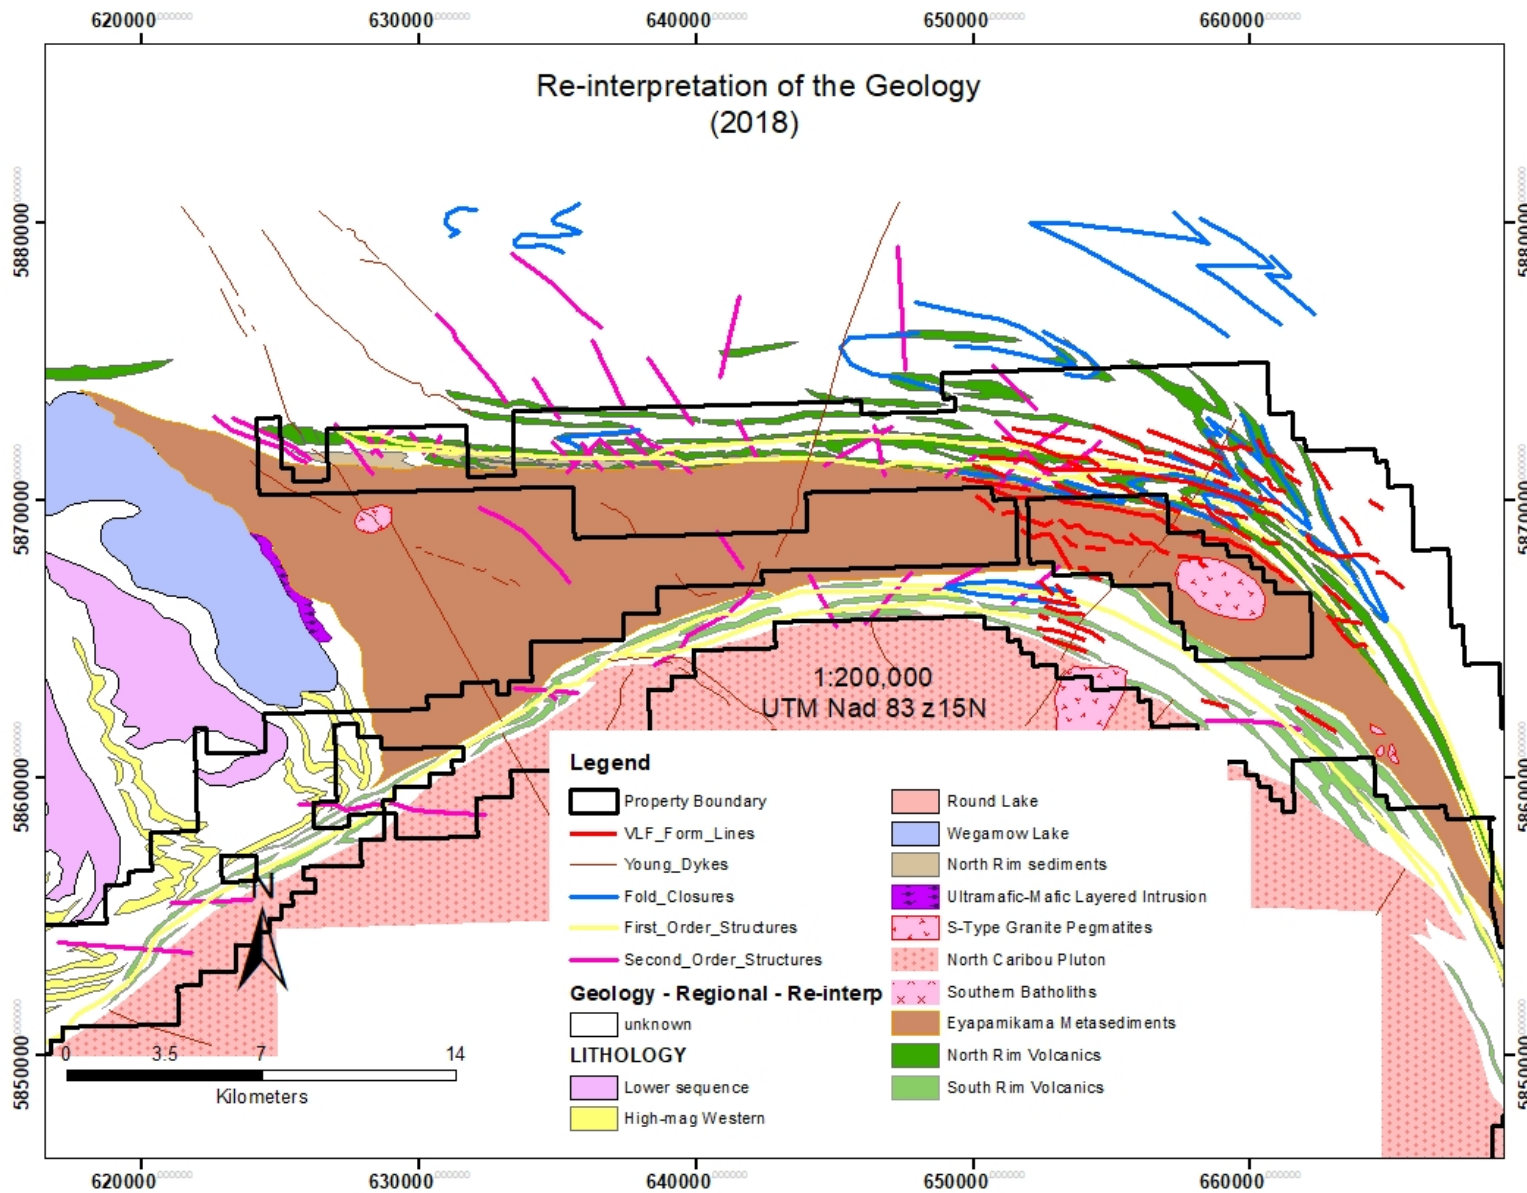 620000 630000 640000 650000 660000
Re-interpretation of the Geology
(2018)
5880000 5880000
5870000 5870000
1:200,000
UTM Nad 83 z15N
5860000 5860000
Legend
Property Boundary
VLF_Form_Lines
Young_Dykes
Fold_Closures
First_Order_Structures
Second_Order_Structures
Geology - Regional - Re-interp
unknown
LITHOLOGY
Lower sequence
High-mag Western
Round Lake
Wegamow Lake
North Rim sediments
Ultramafic-Mafic Layered Intrusion
S-Type Granite Pegmatites
North Caribou Pluton
Southern Batholiths
Eyapamikama Metasediments
North Rim Volcanics
South Rim Volcanics
N
5850000 5850000
0 3.5 7 14
Kilometers
620000 630000 640000 650000 660000